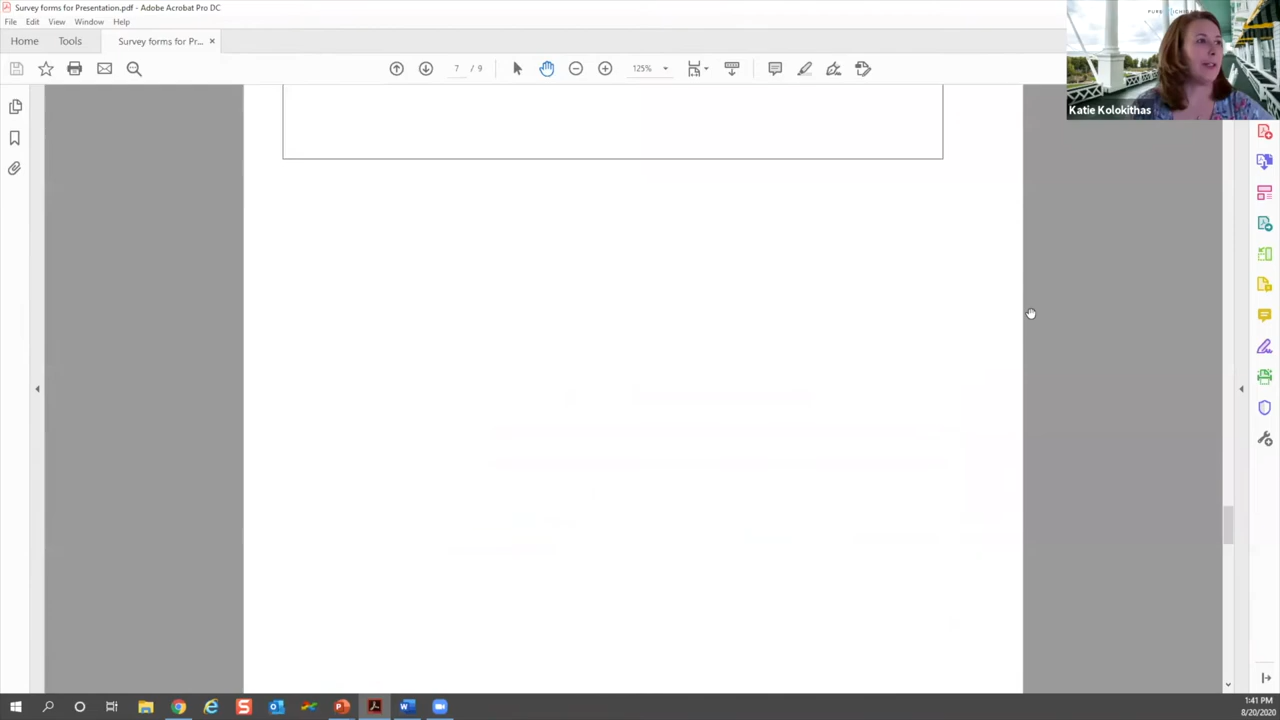 Survey forms for Presentation.pdf - Adobe Acrobat Pro DC
File Edit View Window Help
Home Tools Survey forms for Pr... ×
7 / 9 125%
Katie Kolokithas
1:41 PM
8/20/2020